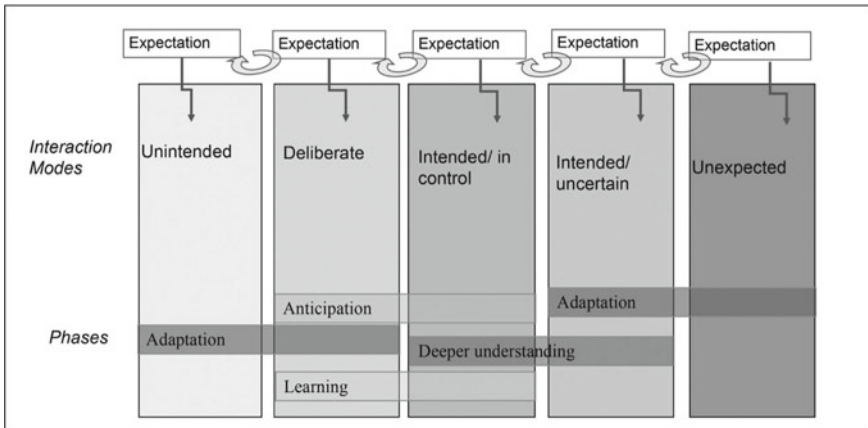 Expectation Expectation Expectation Expectation Expectation
Interaction
Modes
Unintended
Deliberate
Intended/ in
control
Intended/
uncertain
Unexpected
Phases
Anticipation
Adaptation
Adaptation
Deeper understanding
Learning